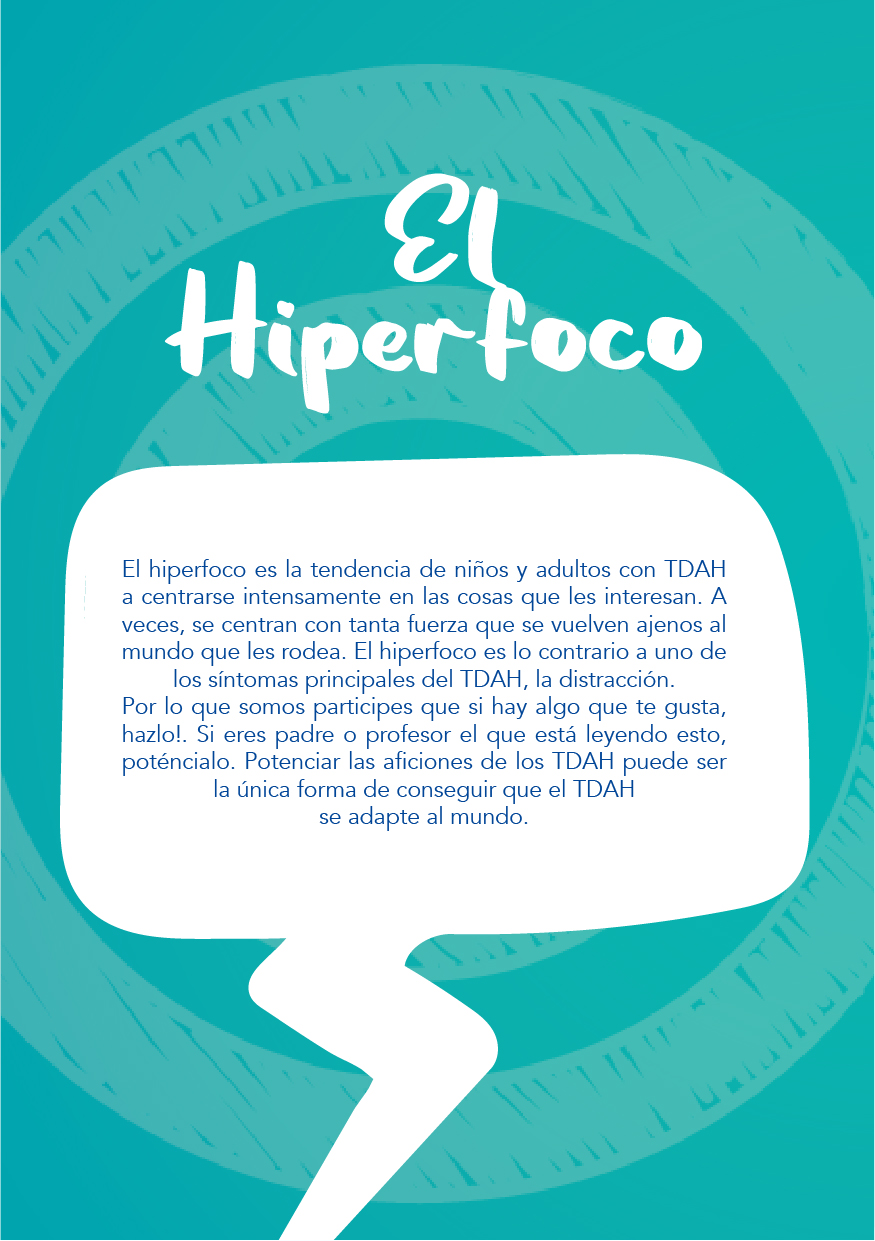 El
Hiperfoco
El hiperfoco es la tendencia de niños y adultos con TDAH
a centrarse intensamente en las cosas que les interesan. A
veces, se centran con tanta fuerza que se vuelven ajenos al
mundo que les rodea. El hiperfoco es lo contrario a uno de
los síntomas principales del TDAH, la distracción.
Por lo que somos participes que si hay algo que te gusta,
hazlo!. Si eres padre o profesor el que está leyendo esto,
poténcialo. Potenciar las aficiones de los TDAH puede ser
la única forma de conseguir que el TDAH
se adapte al mundo.